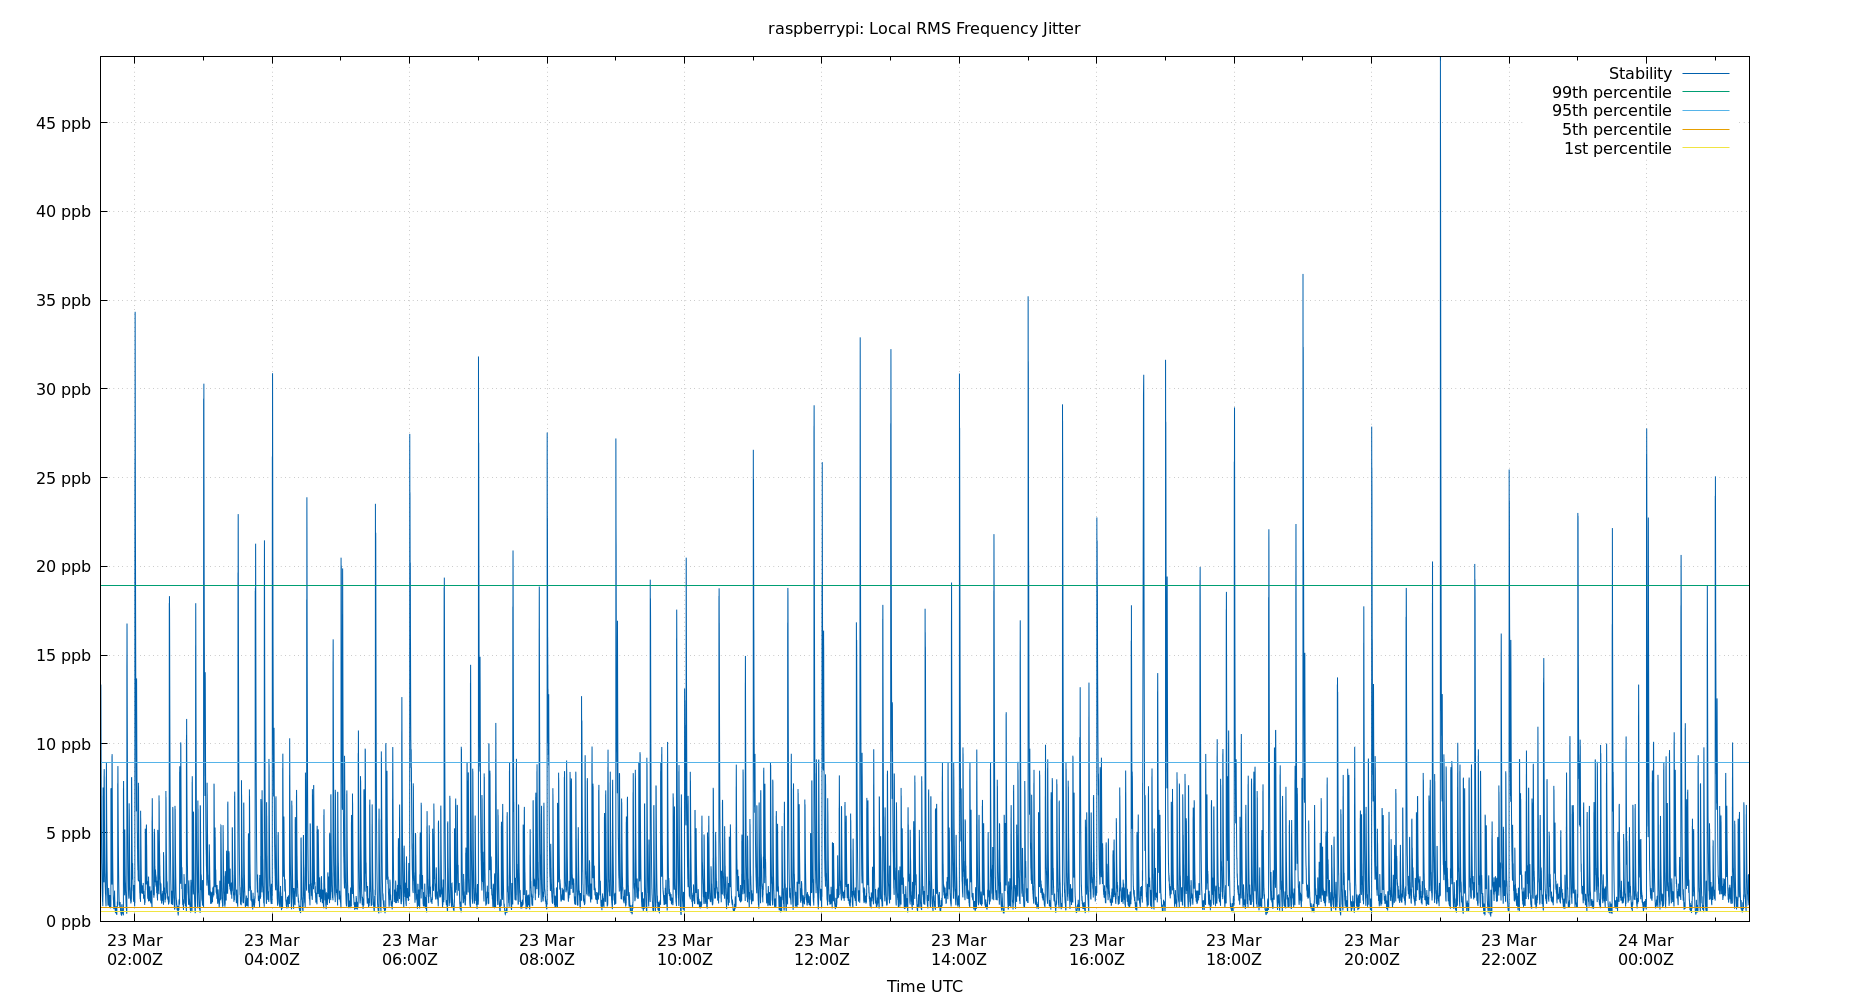 raspberrypi: Local RMS Frequency Jitter
Stability
99th percentile
95th percentile
5th percentile
1st percentile
45 ppb
40 ppb
35 ppb
30 ppb
25 ppb
20 ppb
15 ppb
10 ppb
5 ppb
0 ppb
23 Mar 23 Mar 23 Mar 23 Mar 23 Mar 23 Mar 23 Mar 23 Mar 23 Mar 23 Mar 23 Mar 24 Mar
02:00Z 04:00Z 06:00Z 08:00Z 10:00Z 12:00Z 14:00Z 16:00Z 18:00Z 20:00Z 22:00Z 00:00Z
Time UTC